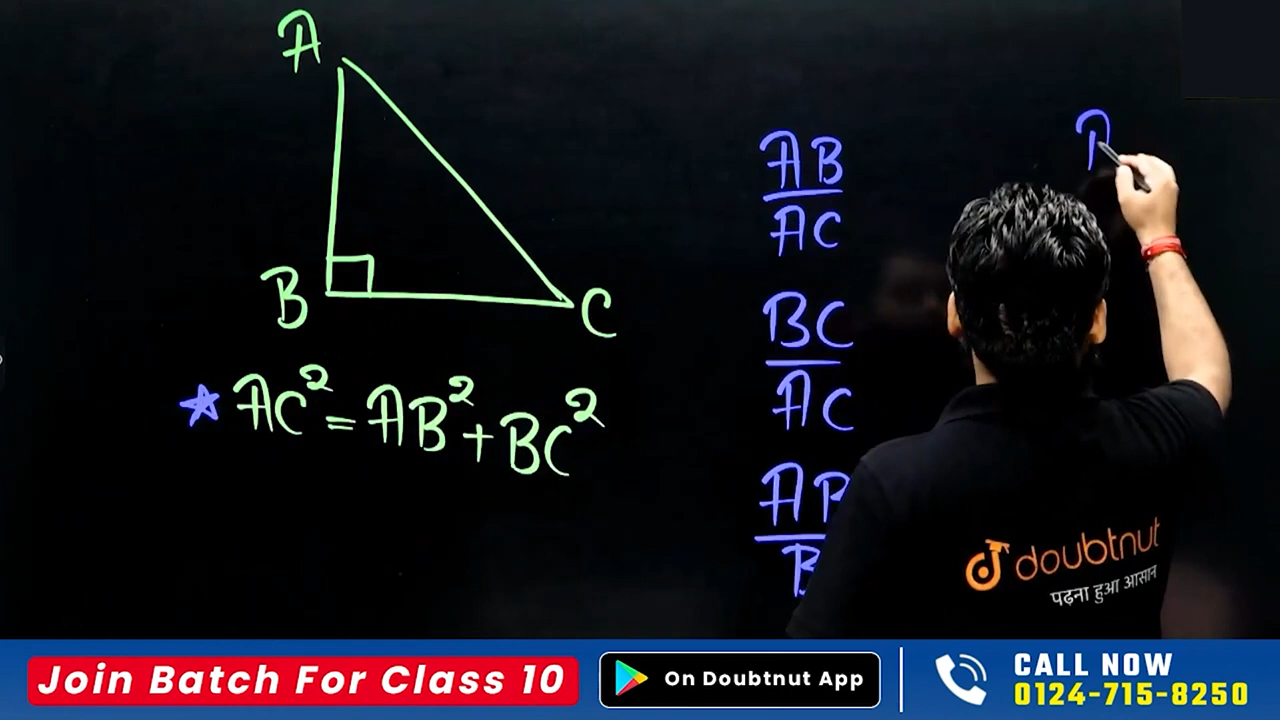 A
B
C
★ AC² = AB² + BC²
AB
AC
BC
AC
doubtnut
पढ़ना हुआ आसान
Join Batch For Class 10
On Doubtnut App
CALL NOW
0124-715-8250